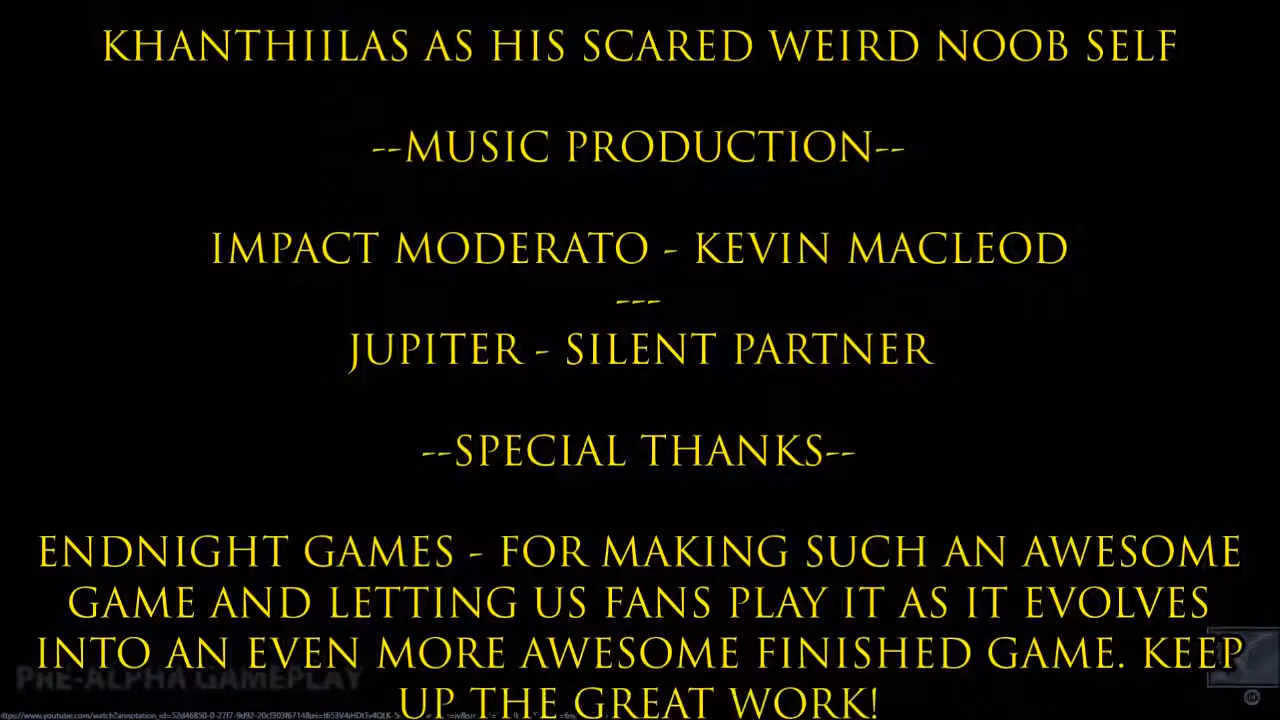 KHANTHIILAS AS HIS SCARED WEIRD NOOB SELF
--MUSIC PRODUCTION--
IMPACT MODERATO - KEVIN MACLEOD
---
JUPITER - SILENT PARTNER
--SPECIAL THANKS--
ENDNIGHT GAMES - FOR MAKING SUCH AN AWESOME
GAME AND LETTING US FANS PLAY IT AS IT EVOLVES
INTO AN EVEN MORE AWESOME FINISHED GAME. KEEP
UP THE GREAT WORK!
PRE-ALPHA GAMEPLAY